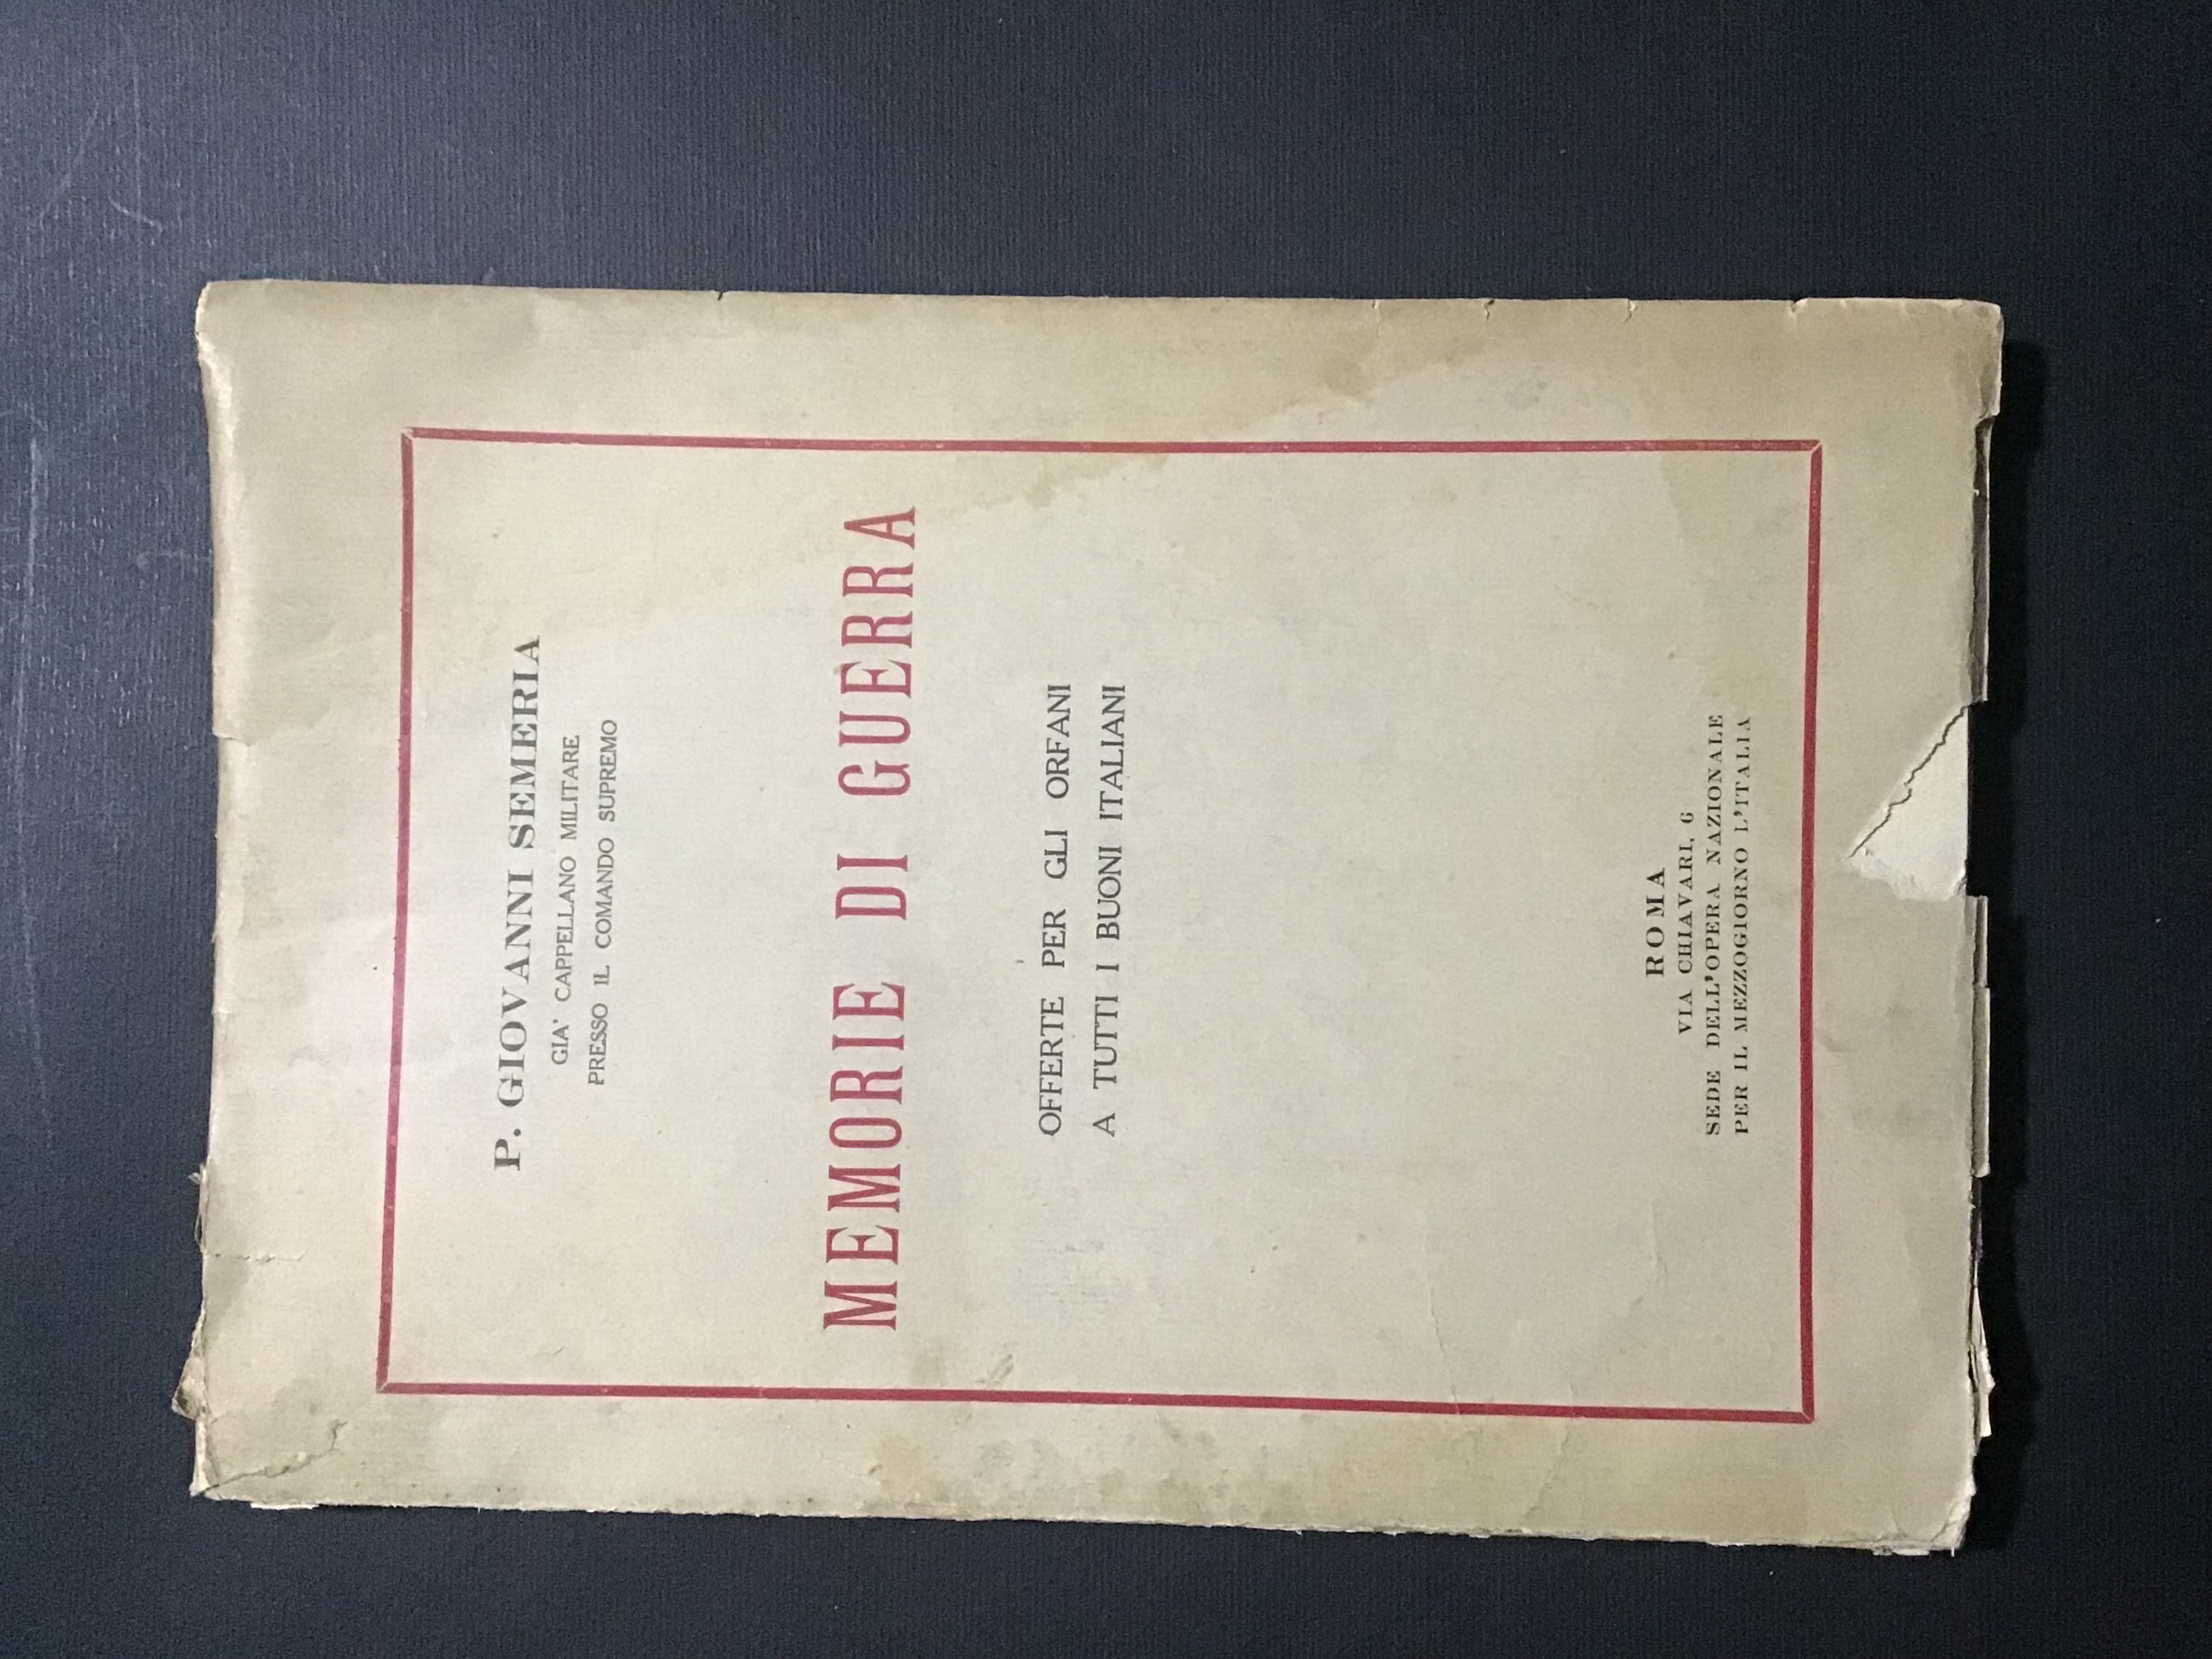 P. GIOVANNI SEMERIA
GIA' CAPPELLANO MILITARE
PRESSO IL COMANDO SUPREMO
MEMORIE DI GUERRA
OFFERTE PER GLI ORFANI
A TUTTI I BUONI ITALIANI
ROMA
VIA CHIAVARI, 6
SEDE DELL'OPERA NAZIONALE
PER IL MEZZOGIORNO L'ITALIA